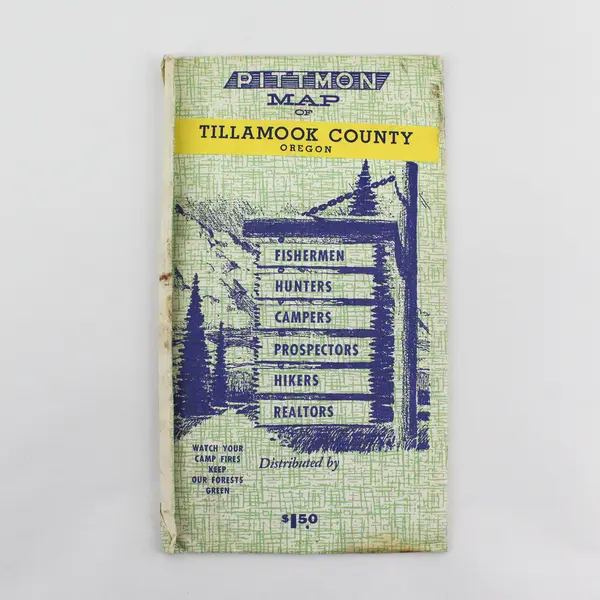 PITTMON
MAP
OF
TILLAMOOK COUNTY
OREGON
FISHERMEN
HUNTERS
CAMPERS
PROSPECTORS
HIKERS
REALTORS
WATCH YOUR
CAMP FIRES
KEEP
OUR FORESTS
GREEN
Distributed by
$1.50